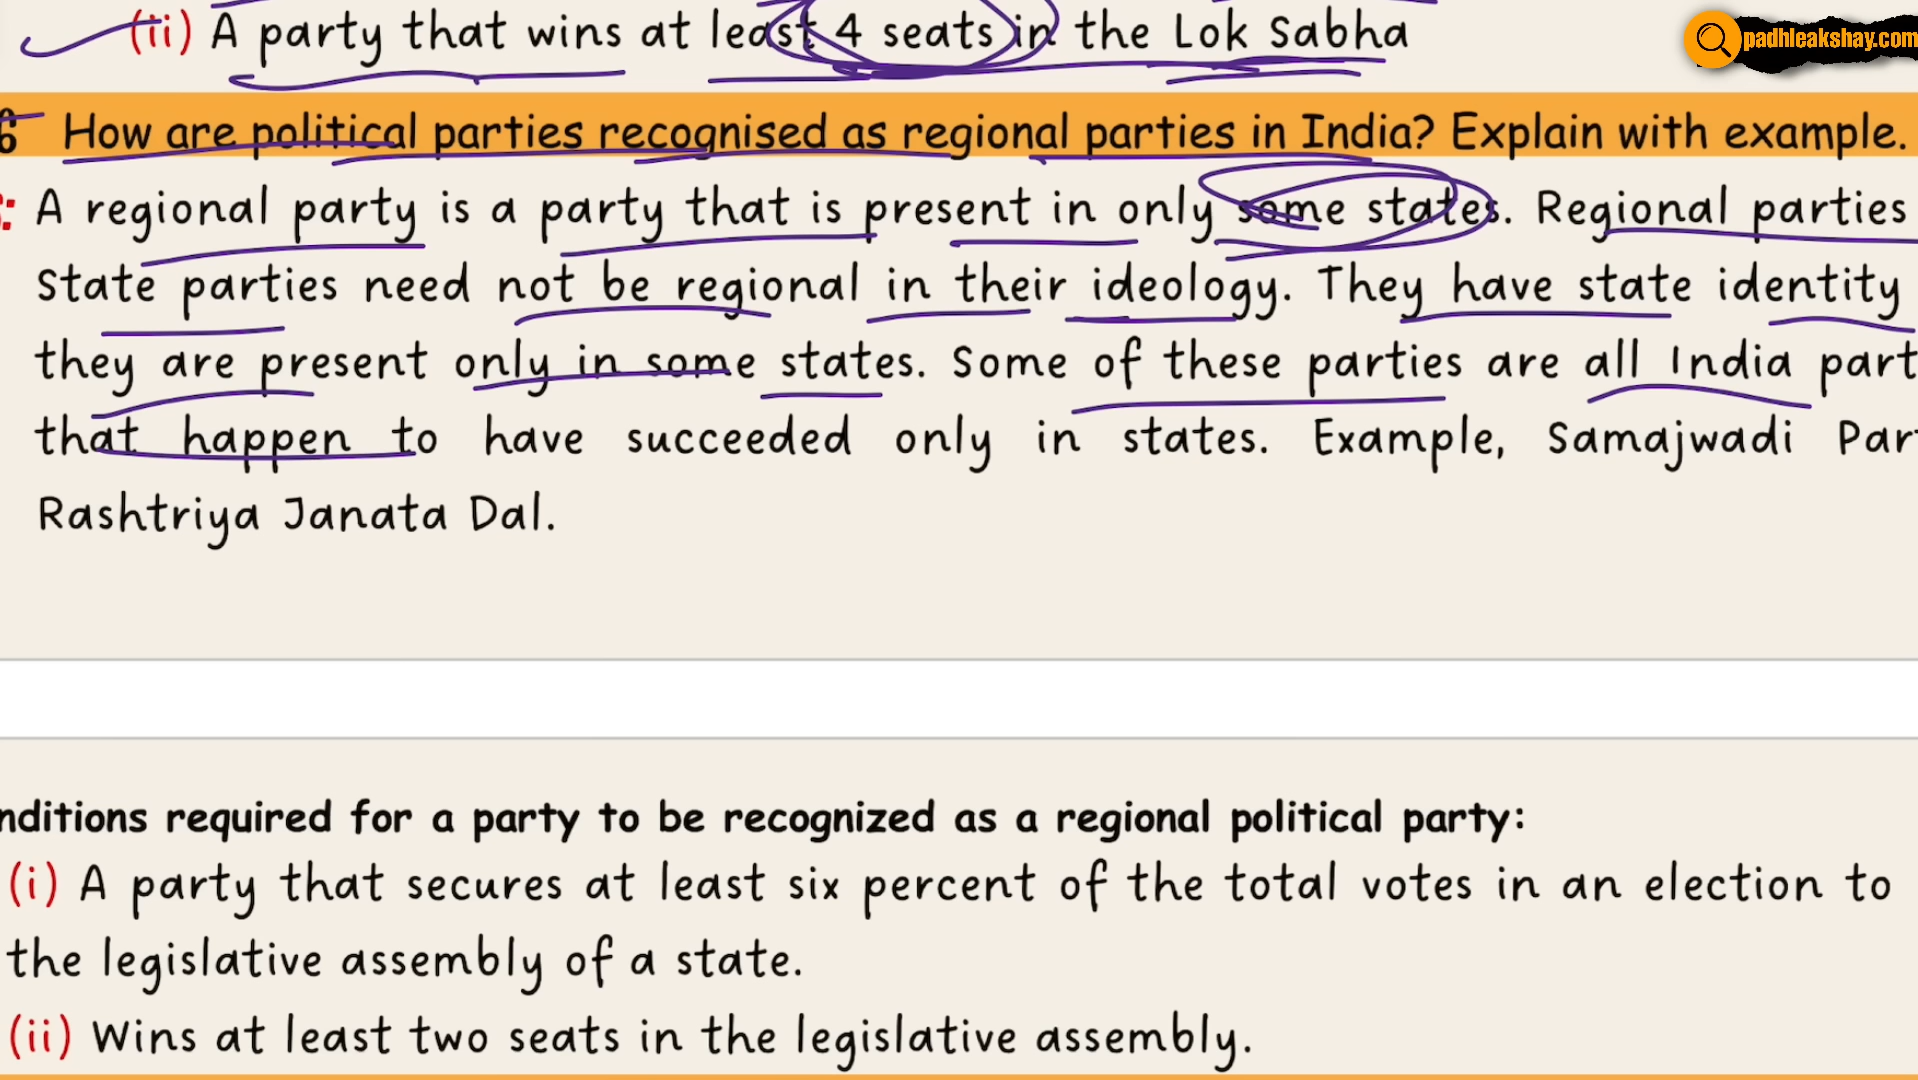 (ii) A party that wins at least 4 seats in the Lok Sabha
padhleakshay.com
6 How are political parties recognised as regional parties in India? Explain with example.
: A regional party is a party that is present in only some states. Regional parties
state parties need not be regional in their ideology. They have state identity
they are present only in some states. Some of these parties are all India part
that happen to have succeeded only in states. Example, Samajwadi Par
Rashtriya Janata Dal.
nditions required for a party to be recognized as a regional political party:
(i) A party that secures at least six percent of the total votes in an election to
the legislative assembly of a state.
(ii) Wins at least two seats in the legislative assembly.